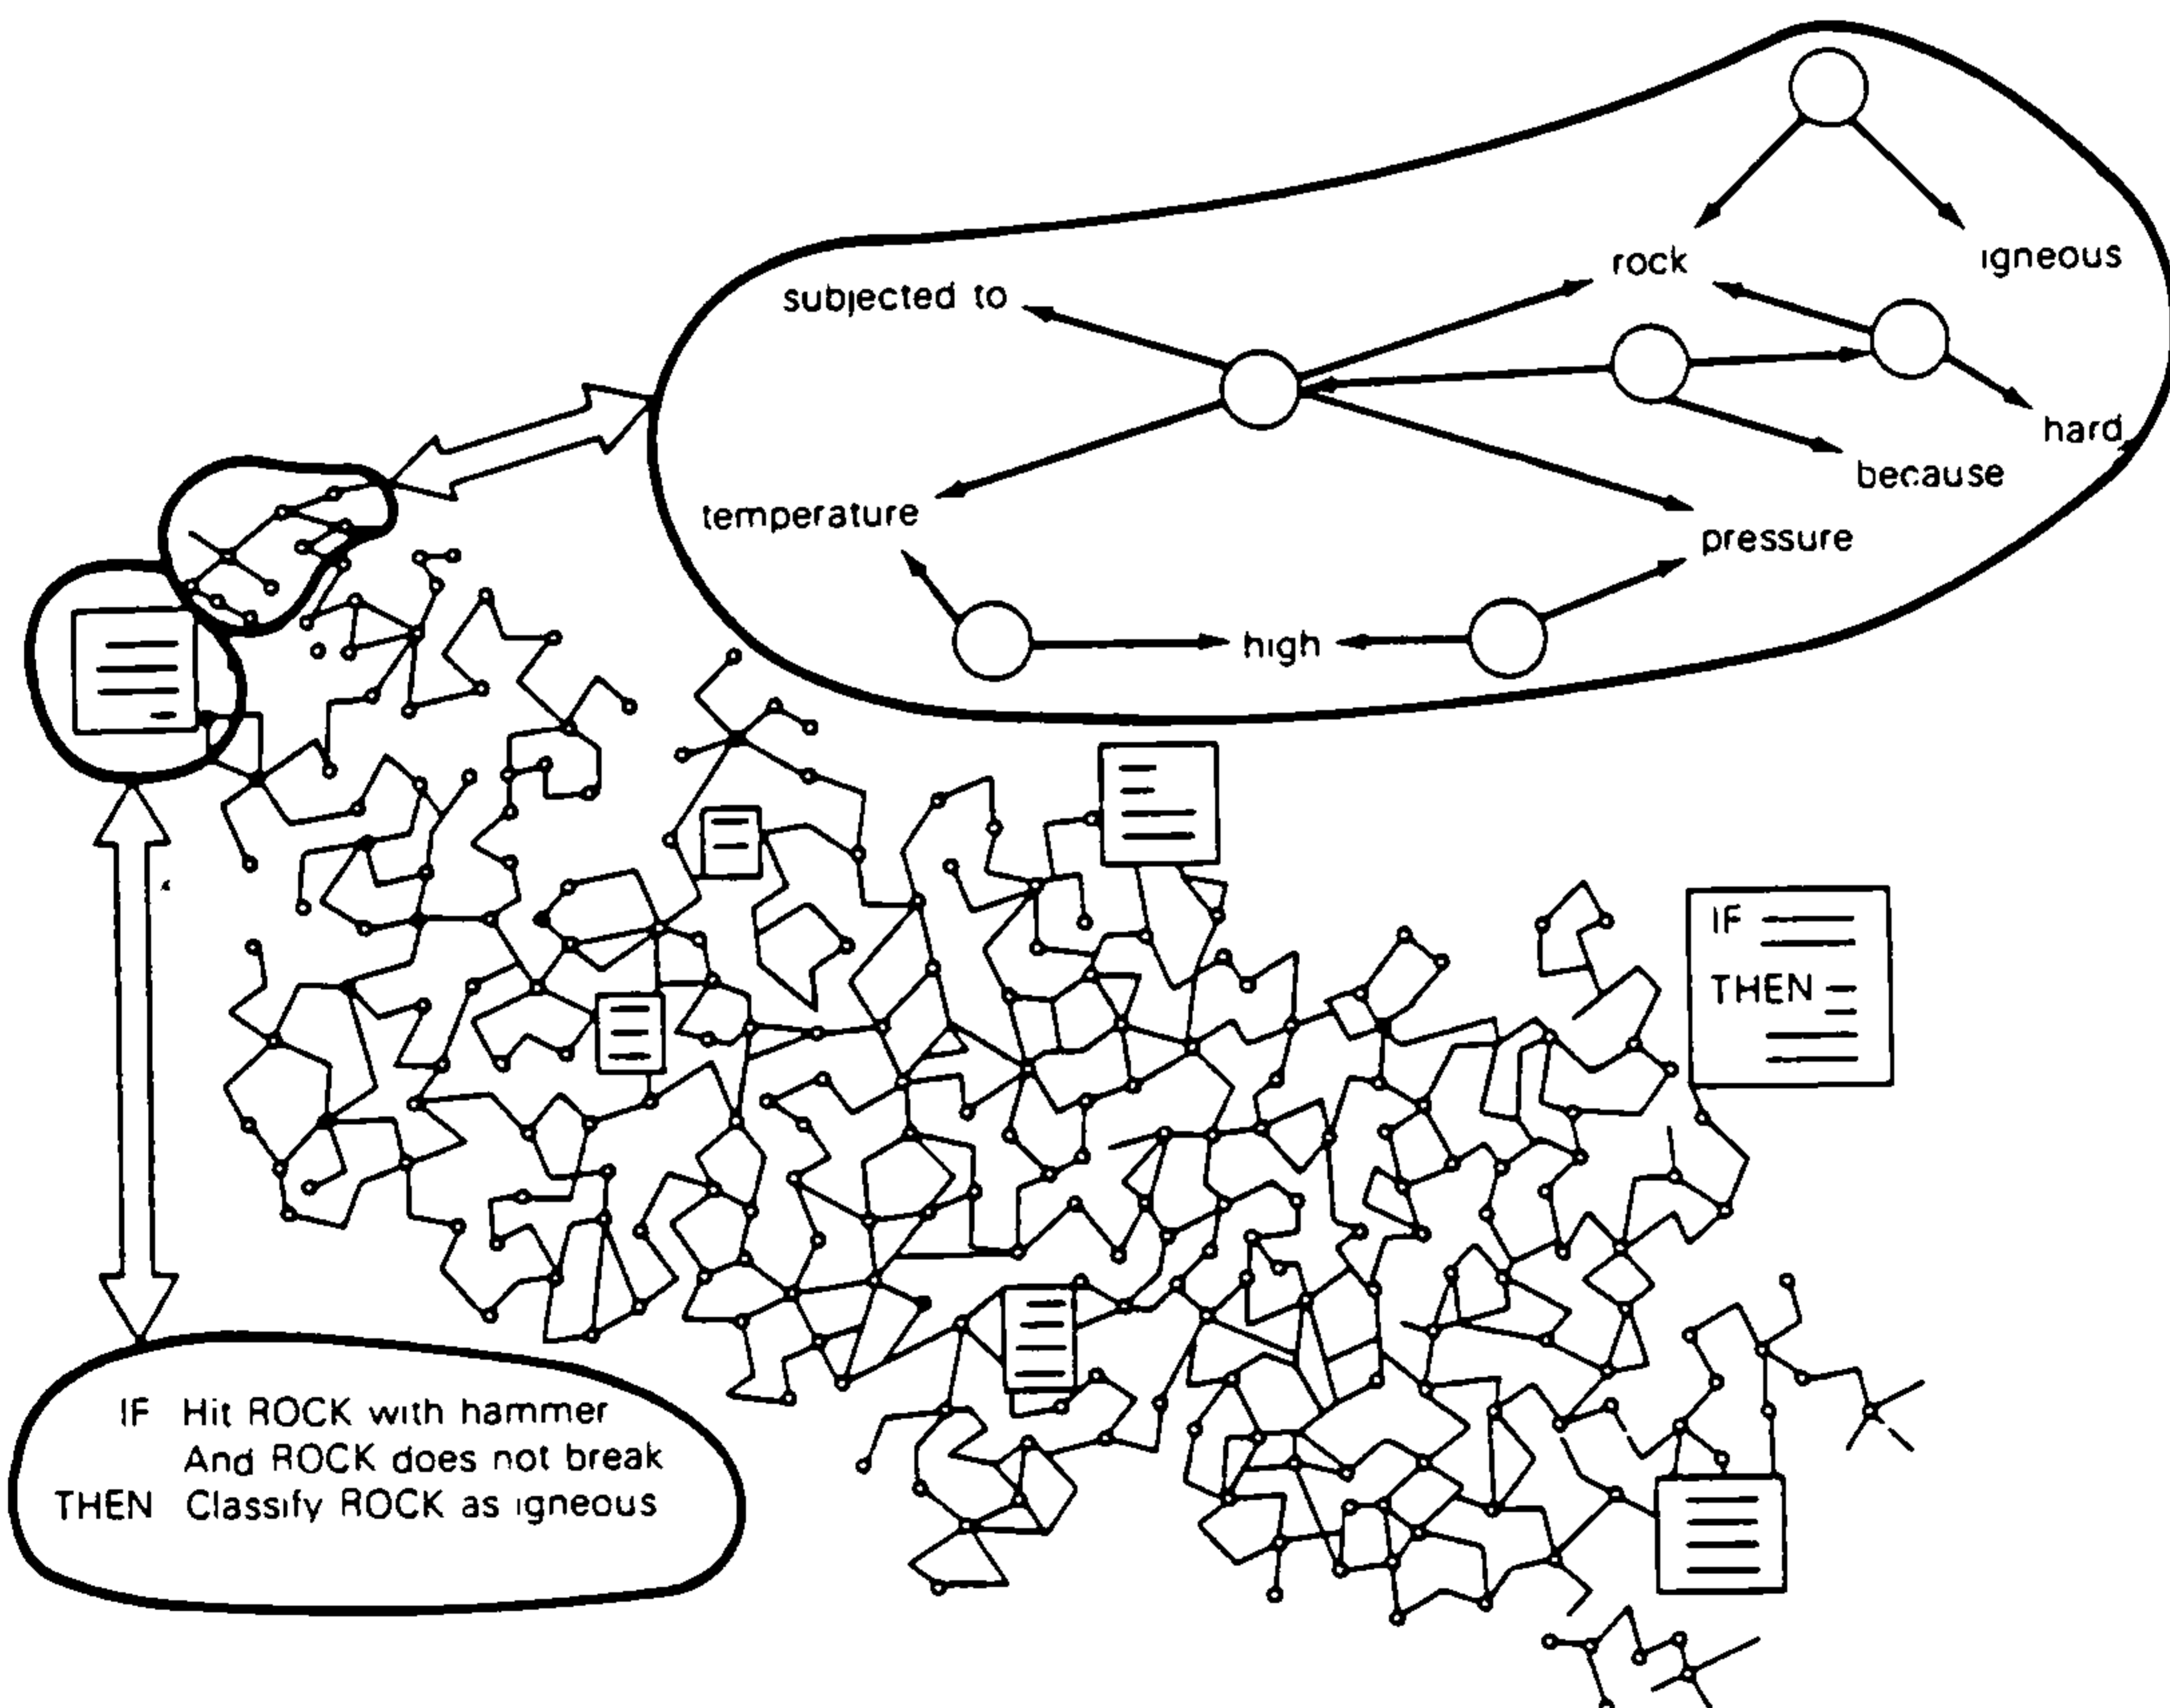 rock
igneous
subjected to
hard
because
temperature
pressure
high
IF
THEN
IF Hit ROCK with hammer
And ROCK does not break
THEN Classify ROCK as igneous